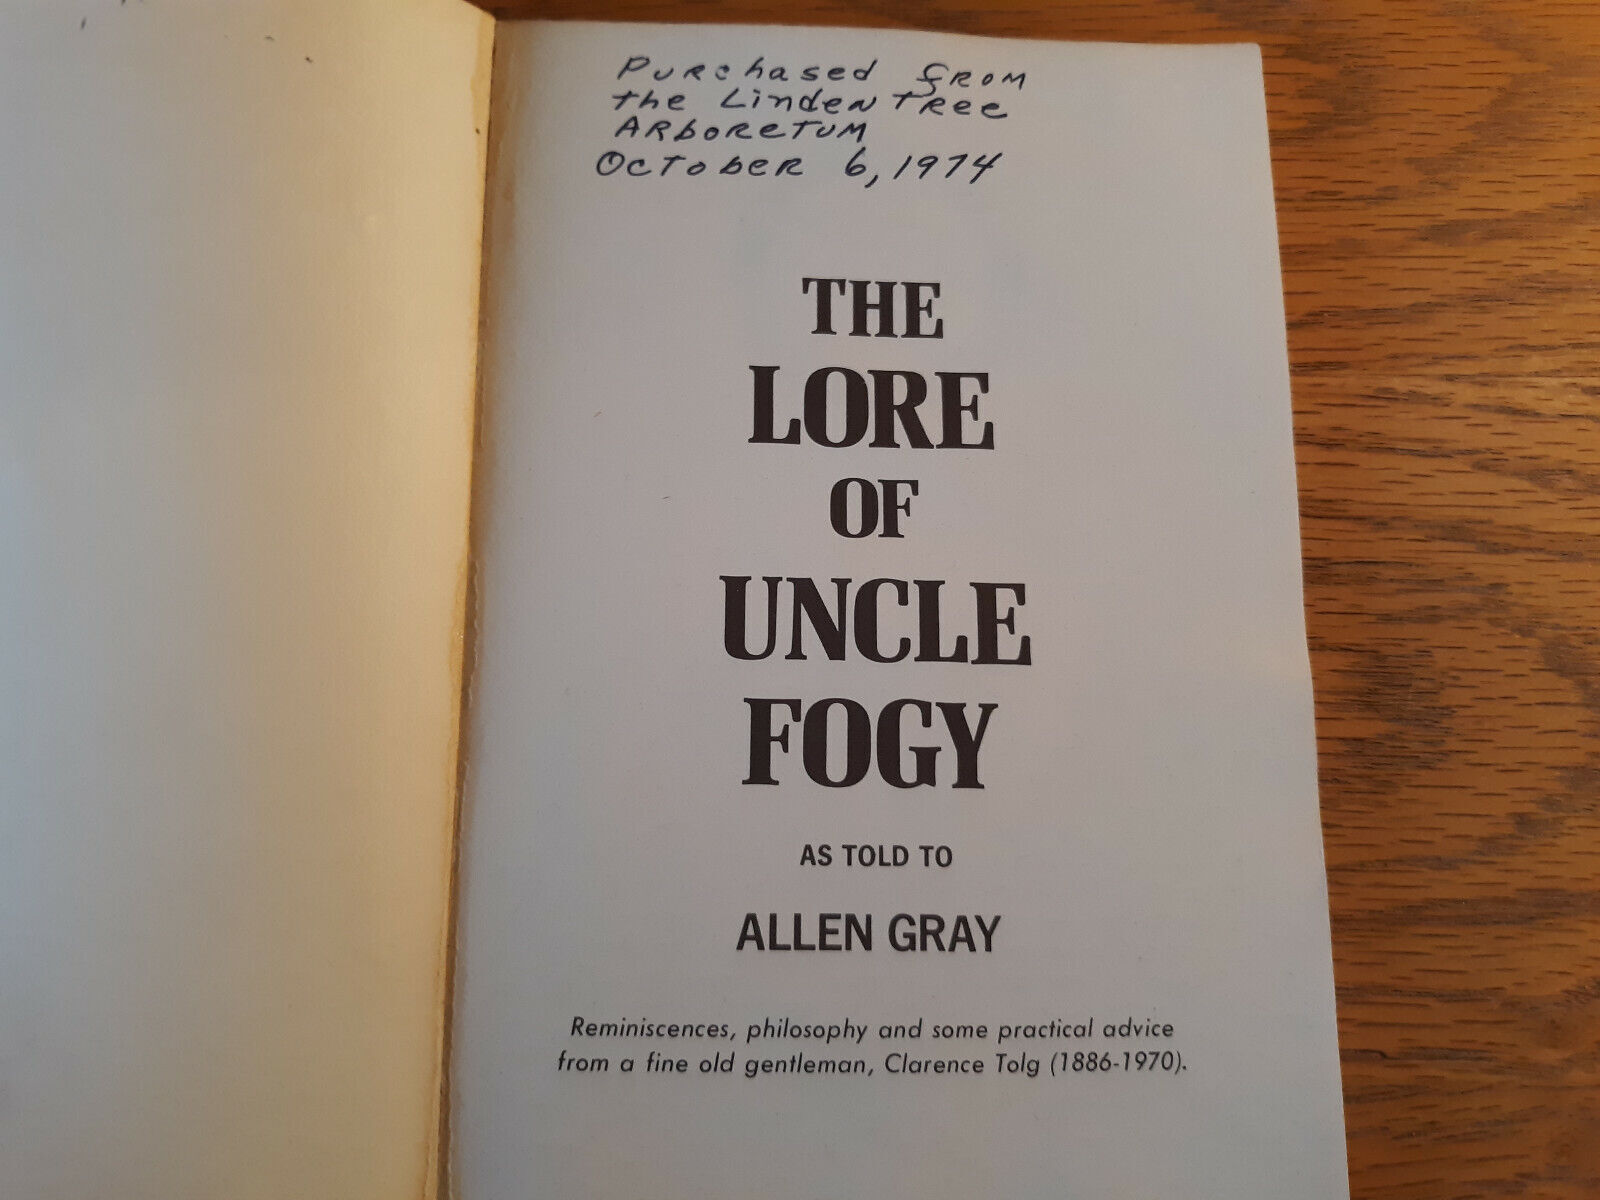 Purchased from
the Linden Tree
Arboretum
October 6, 1974
THE
LORE
OF
UNCLE
FOGY
AS TOLD TO
ALLEN GRAY
Reminiscences, philosophy and some practical advice
from a fine old gentleman, Clarence Tolg (1886-1970).